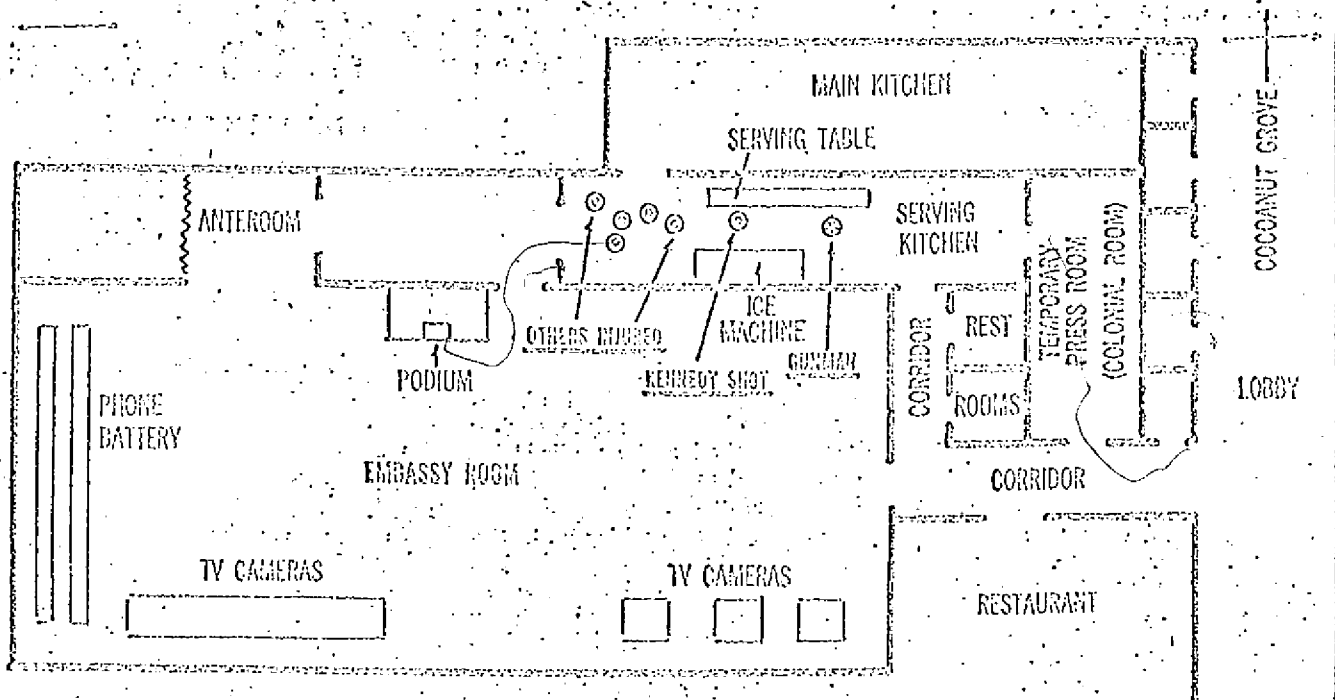 MAIN KITCHEN
SERVING TABLE
COCOANUT GROVE
ANTEROOM
SERVING
KITCHEN
TEMPORARY
PRESS ROOM
(COLONIAL ROOM)
ICE
MACHINE
OTHERS INJURED
KENNEDY SHOT
GUNMAN
CORRIDOR
REST
ROOMS
PODIUM
PHONE
BATTERY
LOBBY
EMBASSY ROOM
CORRIDOR
TV CAMERAS
TV CAMERAS
RESTAURANT